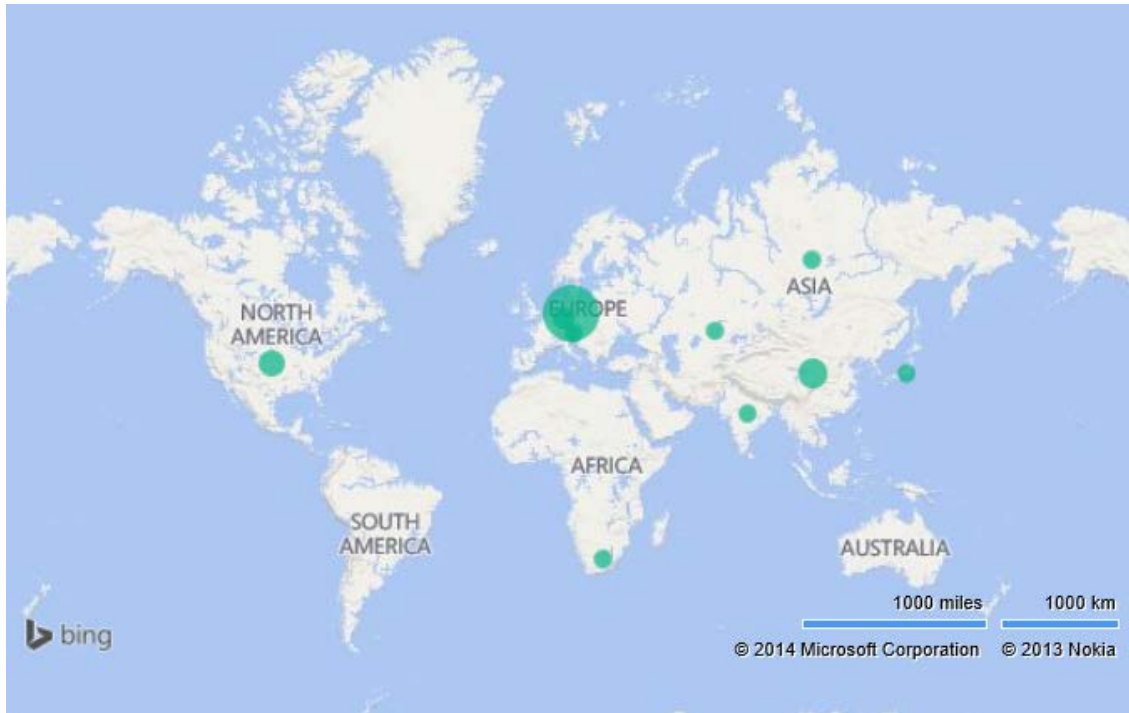 NORTH
AMERICA
EUROPE
ASIA
AFRICA
SOUTH
AMERICA
AUSTRALIA
1000 miles
1000 km
bing
© 2014 Microsoft Corporation
© 2013 Nokia